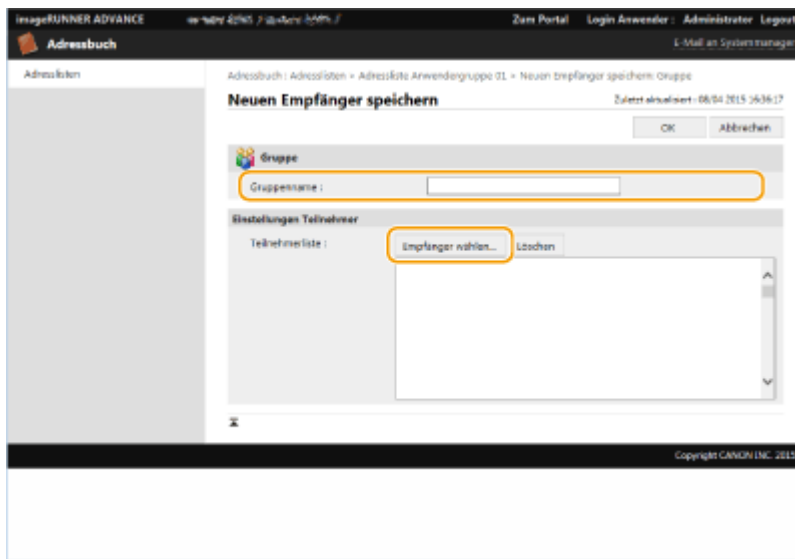 imageRUNNER ADVANCE Zum Portal Login Anwender : Administrator Logout
Adressbuch E-Mail an Systemmanager
Adresslisten
Adressbuch : Adresslisten > Adressliste Anwendergruppe 01 > Neuen Empfänger speichern: Gruppe
Neuen Empfänger speichern Zuletzt aktualisiert : 08/04 2015 16:36:17
OK Abbrechen
Gruppe
Gruppenname :
Einstellungen Teilnehmer
Teilnehmerliste : Empfänger wählen... Löschen
Copyright CANON INC. 2015